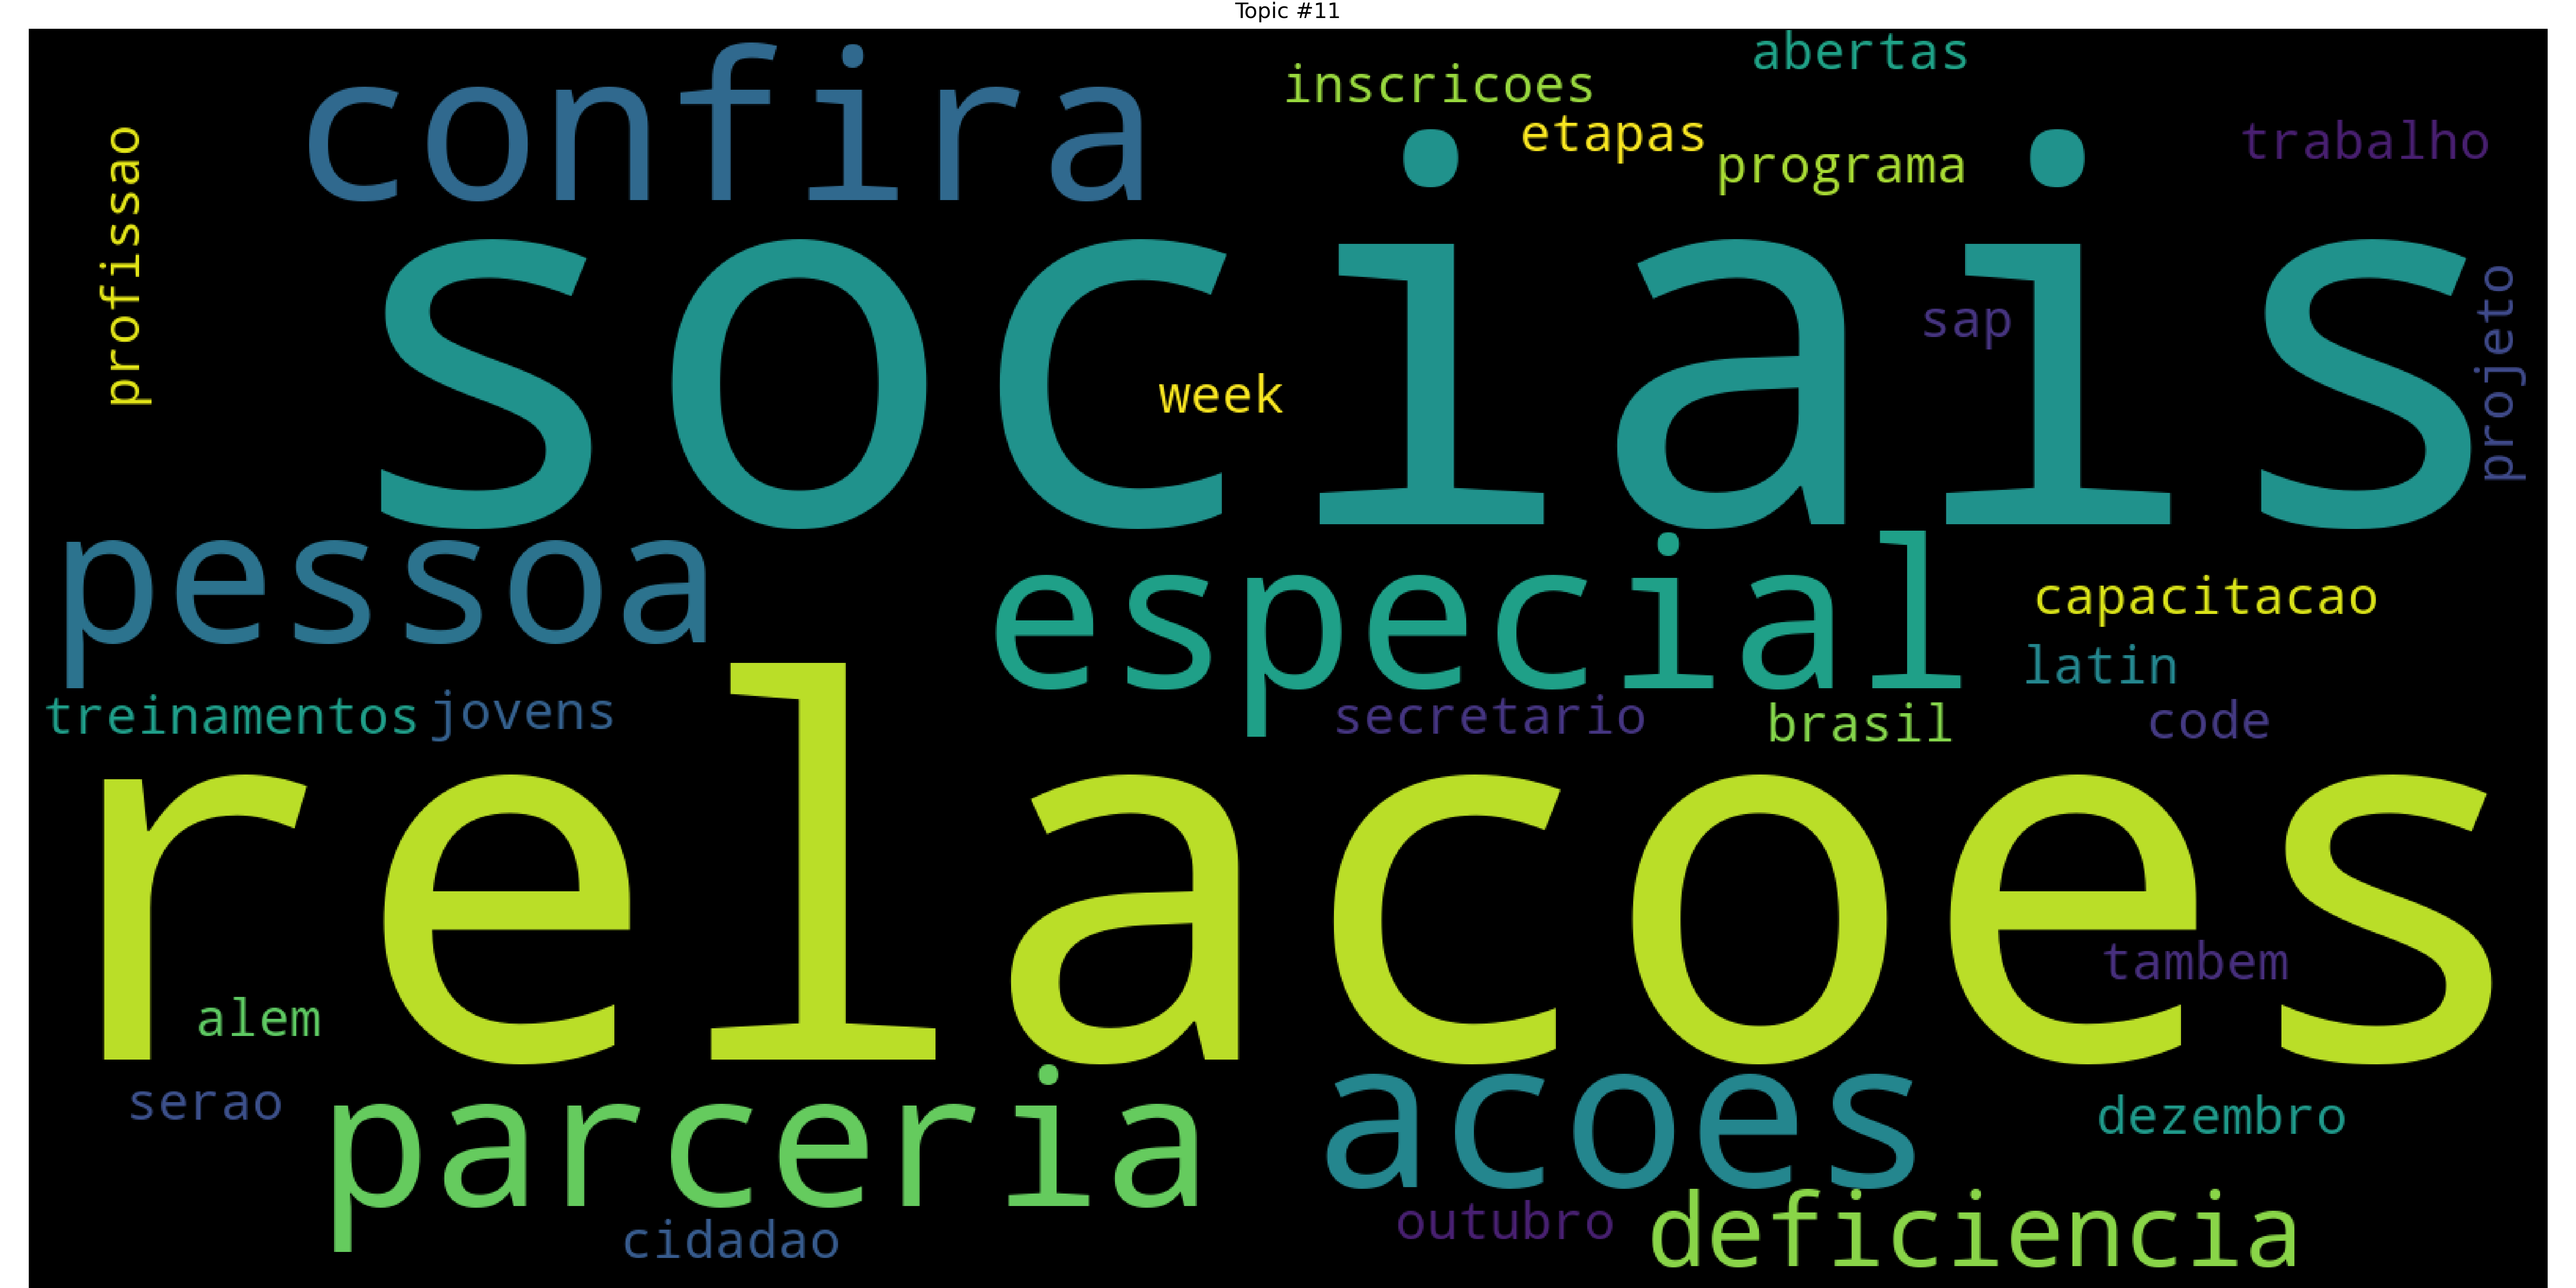 Topic #11
abertas
inscricoes
confira
etapas
programa
trabalho
profissao
sociais
sap
projeto
week
pessoa
especial
capacitacao
latin
treinamentos
jovens
secretario
brasil
code
relacoes
tambem
alem
serao
parceria
acoes
dezembro
outubro
deficiencia
cidadao